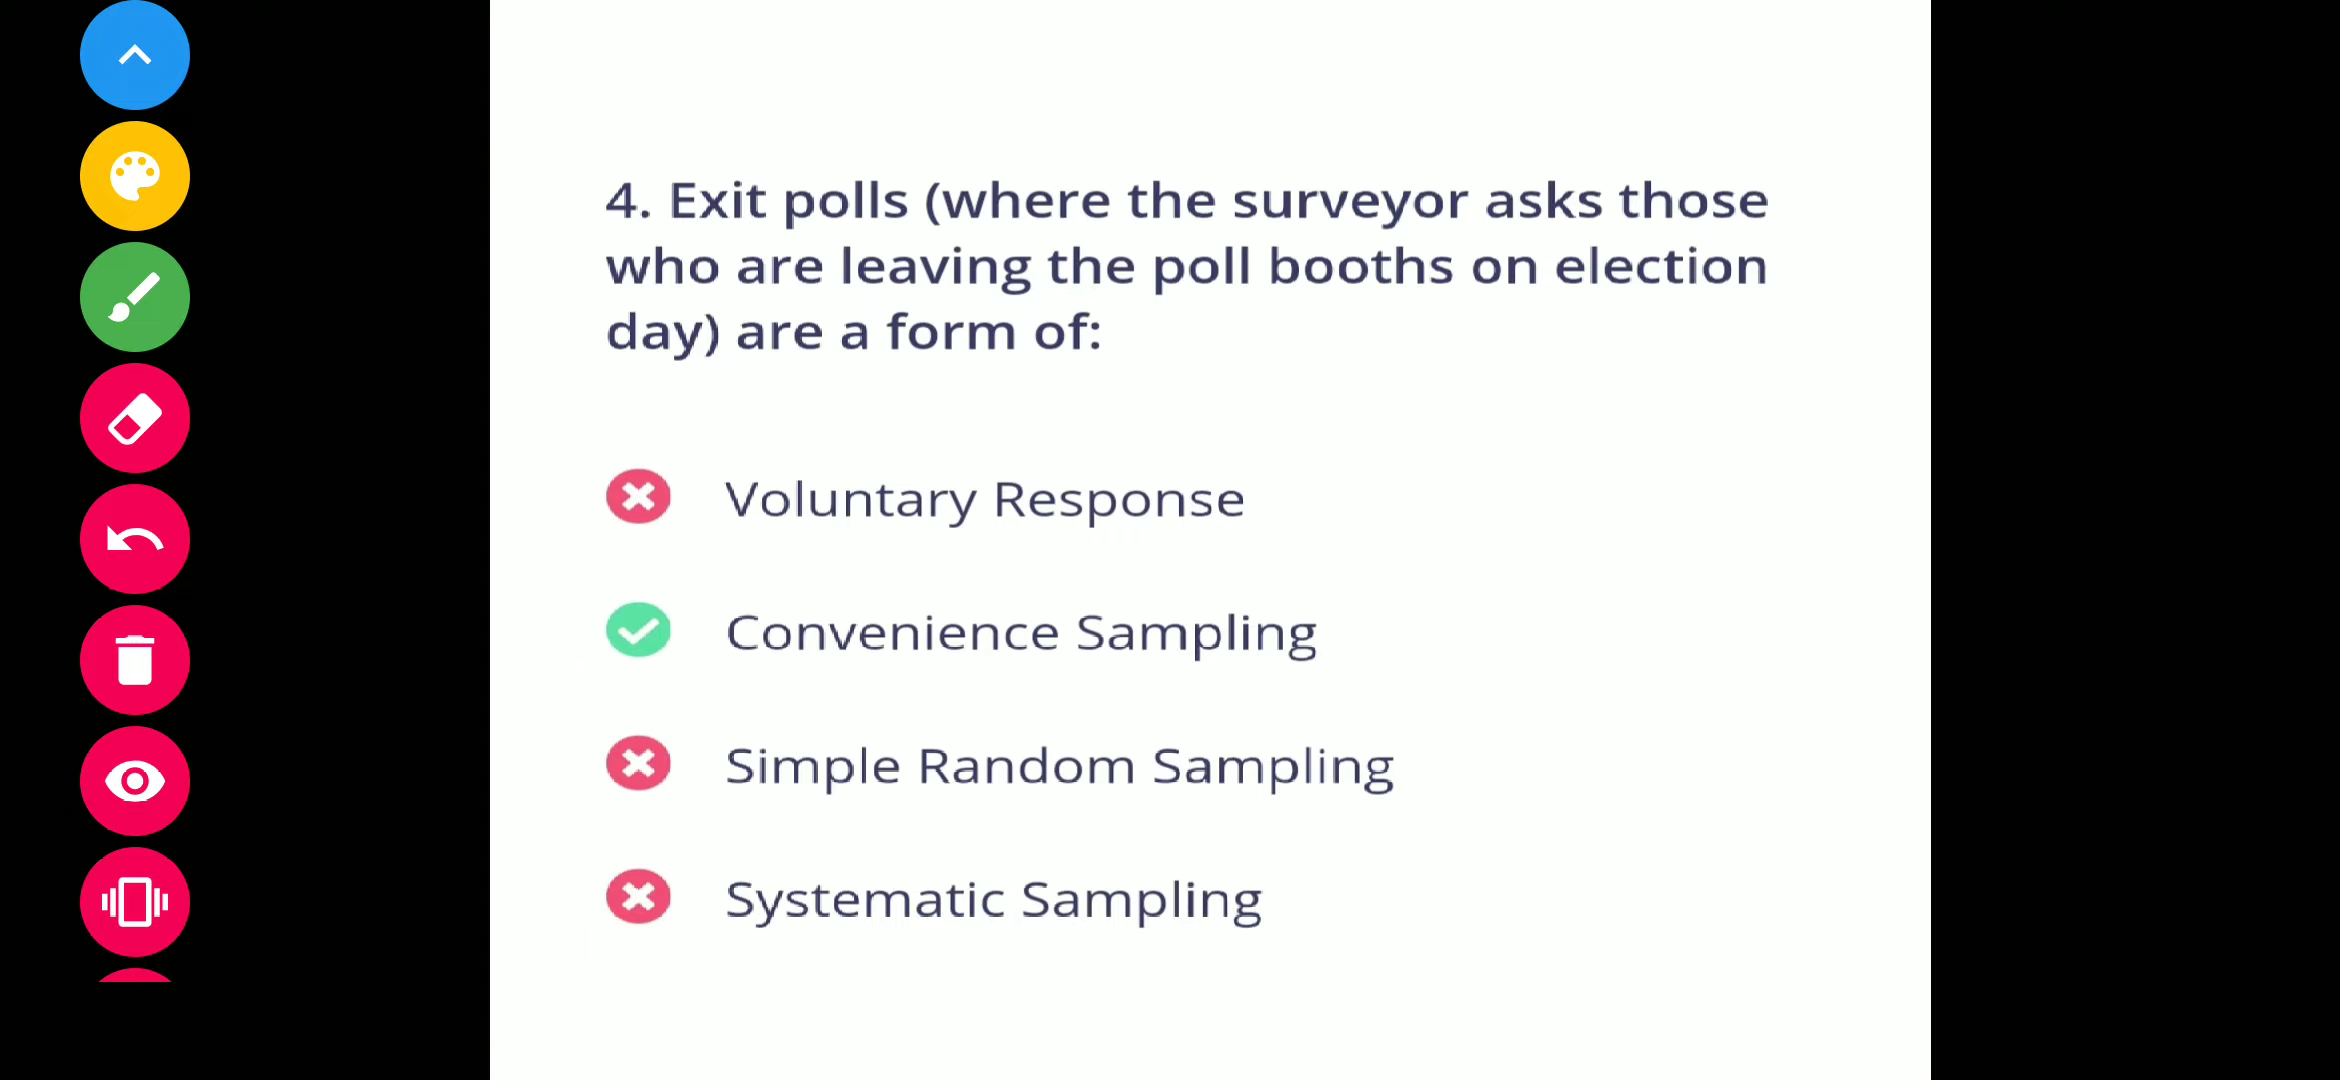 4. Exit polls (where the surveyor asks those
who are leaving the poll booths on election
day) are a form of:
Voluntary Response
Convenience Sampling
Simple Random Sampling
Systematic Sampling